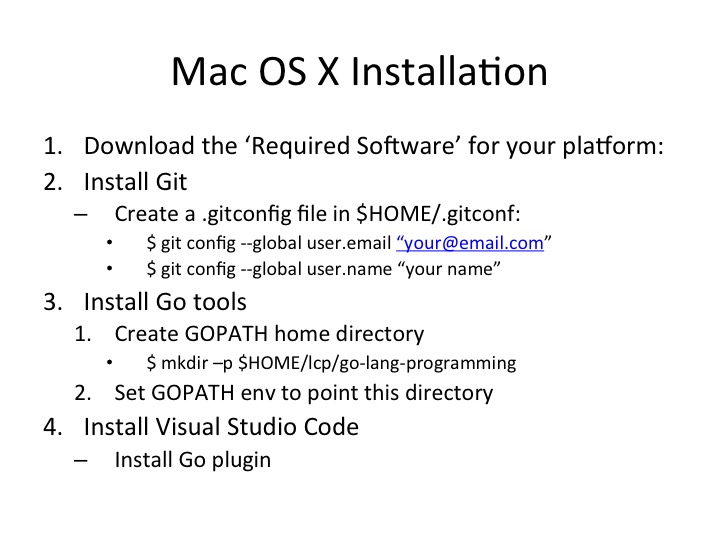 Mac OS X Installation
1. Download the ‘Required Software’ for your platform:
2. Install Git
– Create a .gitconfig file in $HOME/.gitconf:
• $ git config --global user.email “your@email.com”
• $ git config --global user.name “your name”
3. Install Go tools
1. Create GOPATH home directory
• $ mkdir –p $HOME/lcp/go-lang-programming
2. Set GOPATH env to point this directory
4. Install Visual Studio Code
– Install Go plugin